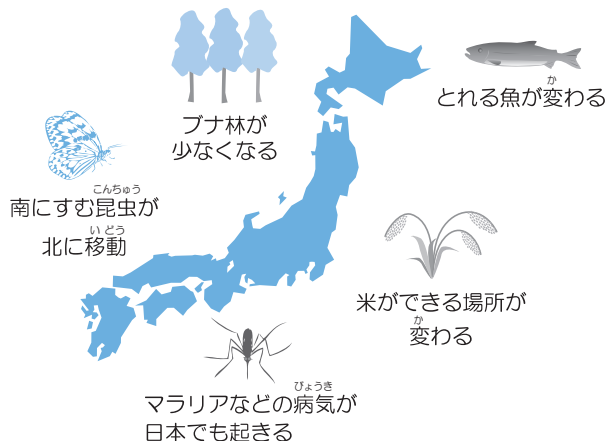 ブナ林が
少なくなる
か
とれる魚が変わる
こんちゅう
南にすむ昆虫が
いどう
北に移動
米ができる場所が
か
変わる
びょうき
マラリアなどの病気が
日本でも起きる